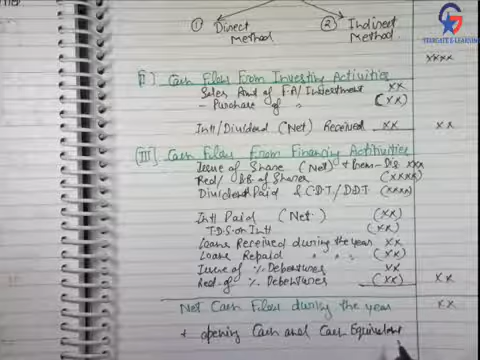 ① Direct Method
② Indirect Method
STARGATE E-LEARNING
XXXX
(II) Cash Flow From Investing Activities
Sales Amt of F.A/Investment XX
- Purchase of " (XX)
Int/Dividend (Net) Received XX XX
(III) Cash Flow From Financing Activities
Issue of Share (Net) + Prem - Dis XXX
Red/B.B of Shares (XXXX)
Dividend Paid & C.D.T/D.D.T (XXXX)
Intt Paid (Net) (XX)
T.D.S on Intt (XX)
Loans Received during the year XX
Loans Repaid " " (XX)
Issue of %. Debentures XX
Red. of %. Debentures (XX) XX
Net Cash Flow during the year XX
+ opening Cash and Cash Equivalent